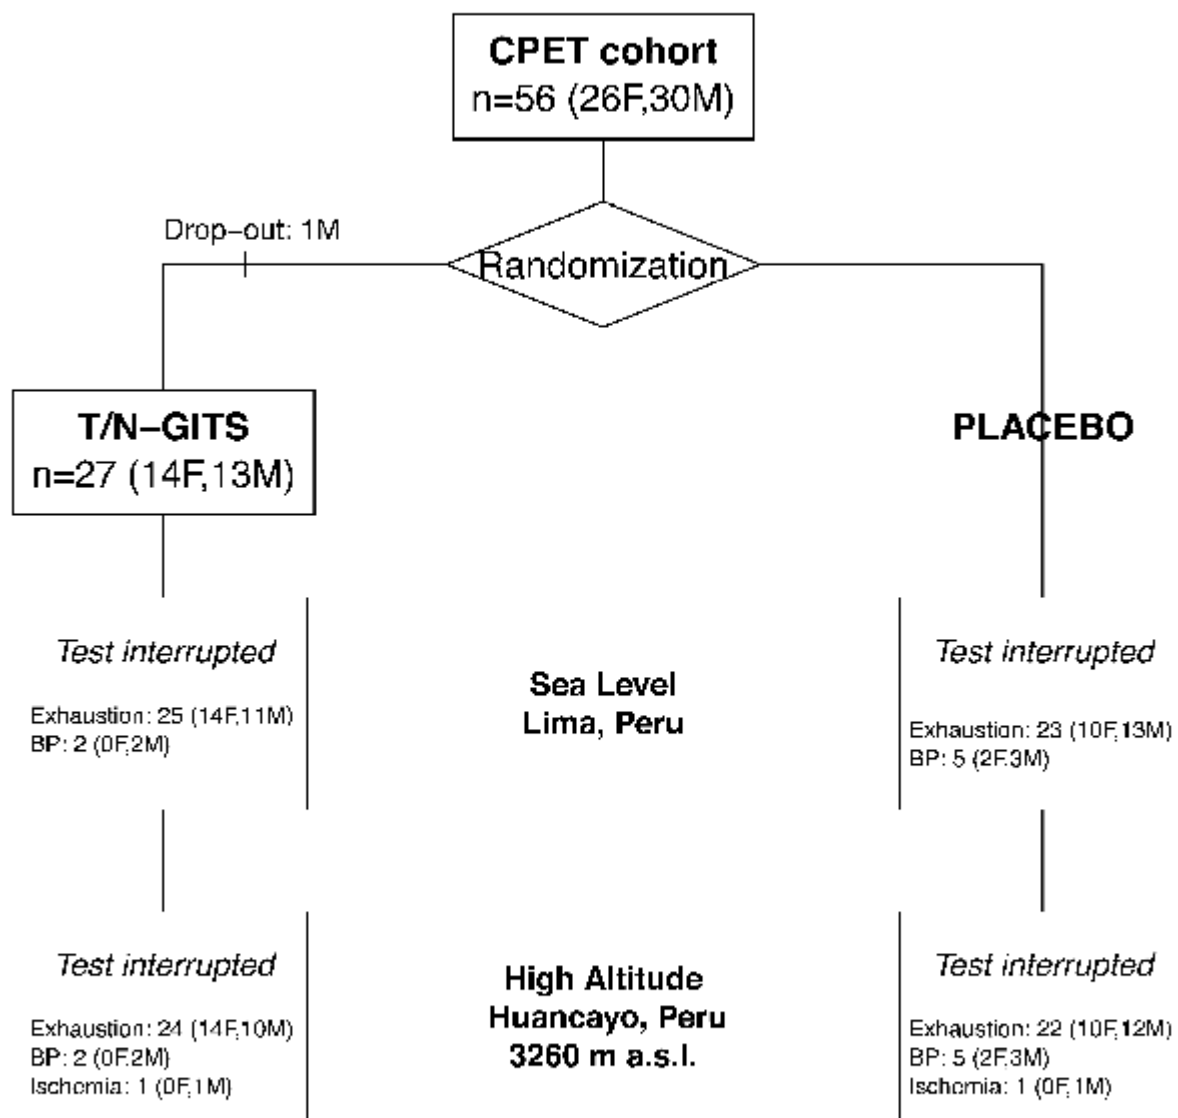 CPET cohort
n=56 (26F,30M)
Drop-out: 1M
Randomization
T/N-GITS
n=27 (14F,13M)
PLACEBO
Test interrupted
Exhaustion: 25 (14F,11M)
BP: 2 (0F,2M)
Sea Level
Lima, Peru
Test interrupted
Exhaustion: 23 (10F,13M)
BP: 5 (2F,3M)
Test interrupted
Exhaustion: 24 (14F,10M)
BP: 2 (0F,2M)
Ischemia: 1 (0F,1M)
High Altitude
Huancayo, Peru
3260 m a.s.l.
Test interrupted
Exhaustion: 22 (10F,12M)
BP: 5 (2F,3M)
Ischemia: 1 (0F,1M)